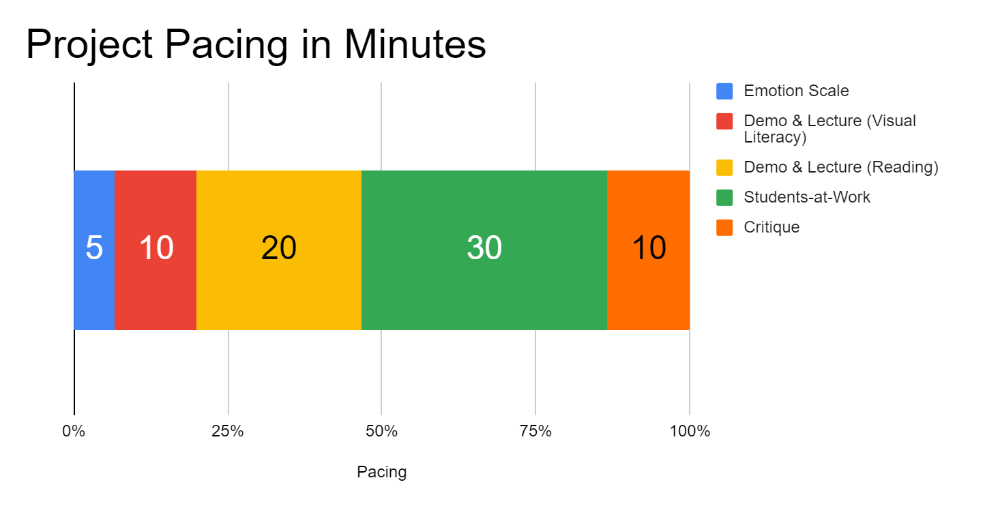 Project Pacing in Minutes
Emotion Scale
Demo & Lecture (Visual
Literacy)
Demo & Lecture (Reading)
Students-at-Work
Critique
5 10 20 30 10
0% 25% 50% 75% 100%
Pacing